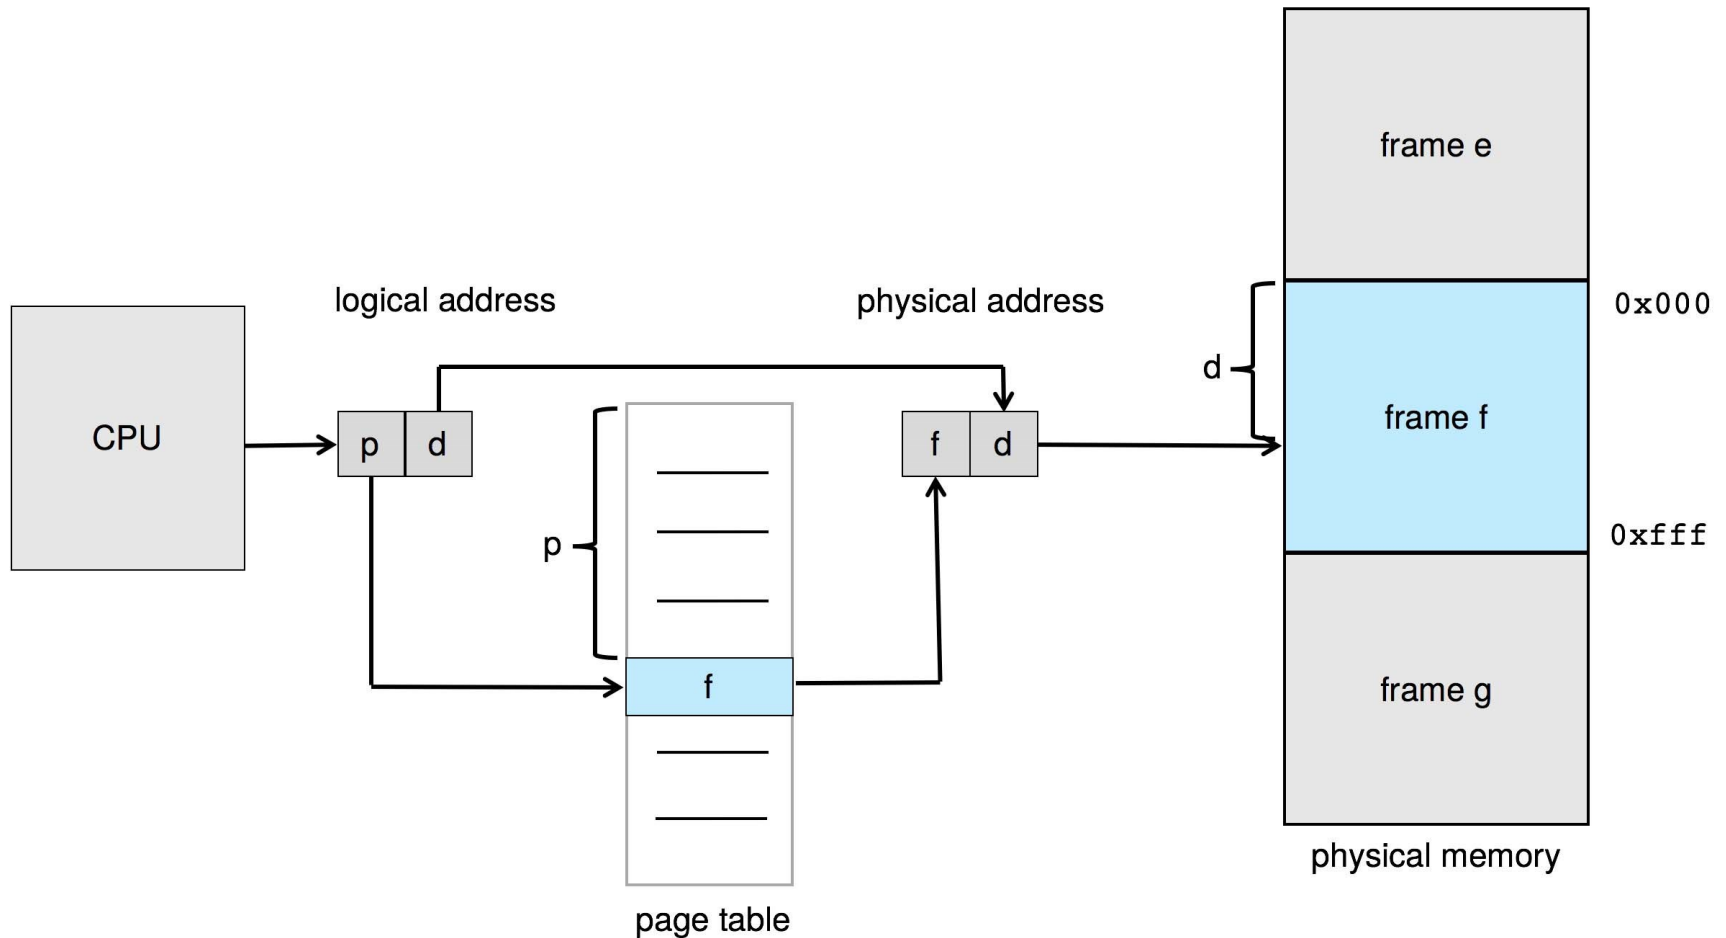 frame e
logical address
physical address
0x000
d
frame f
CPU
p
d
f
d
0xfff
p
f
frame g
physical memory
page table